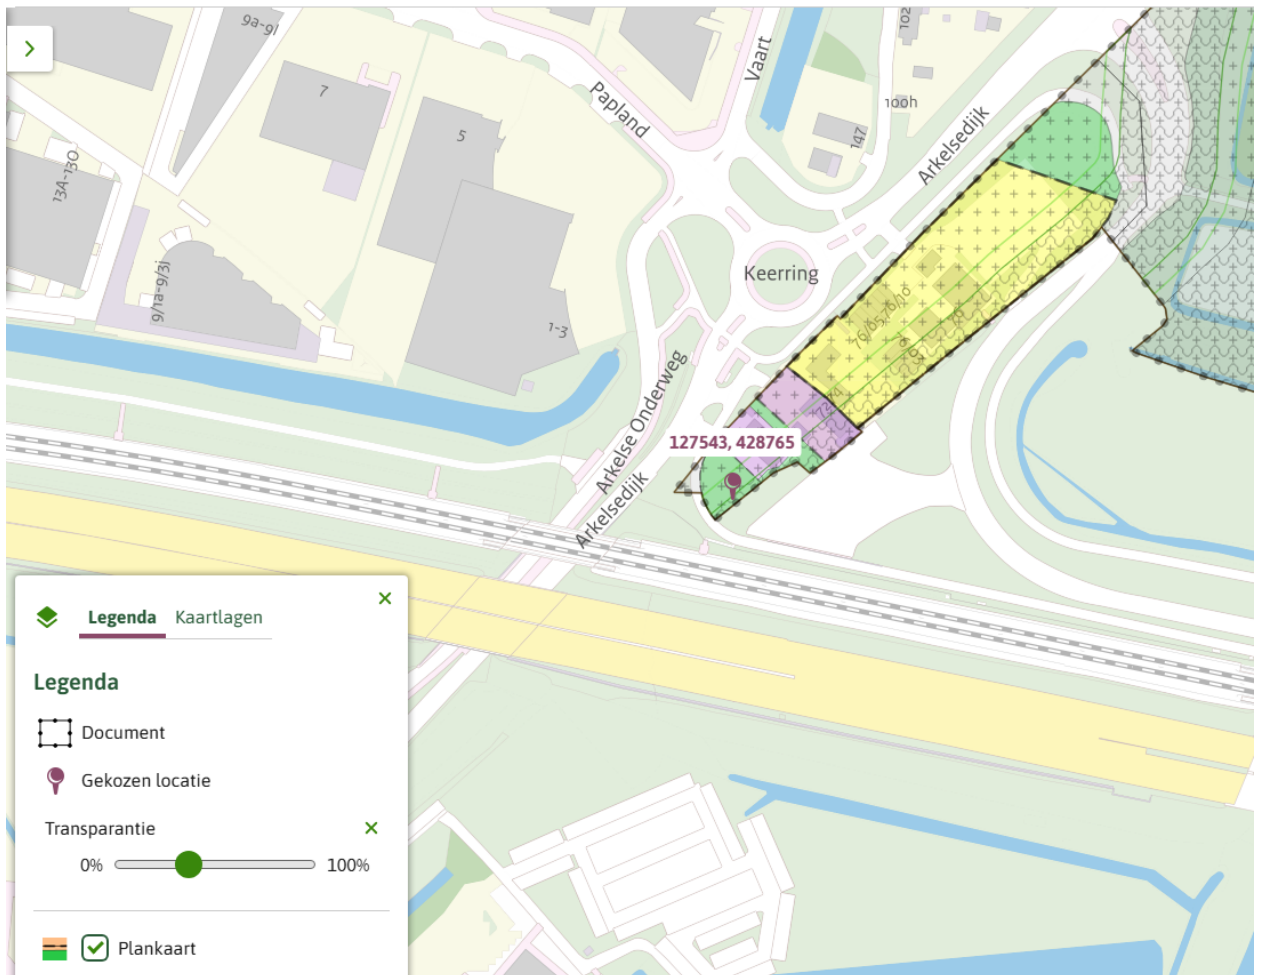 9a-9l
7
5
13A-13O
9/1a-9/3j
1-3
Papland
Vaart
102
100h
147
Arkelsedijk
Keerring
Arkelse Onderweg
Arkelsedijk
127543, 428765
Legenda
Kaartlagen
Legenda
Document
Gekozen locatie
Transparantie
0%
100%
Plankaart